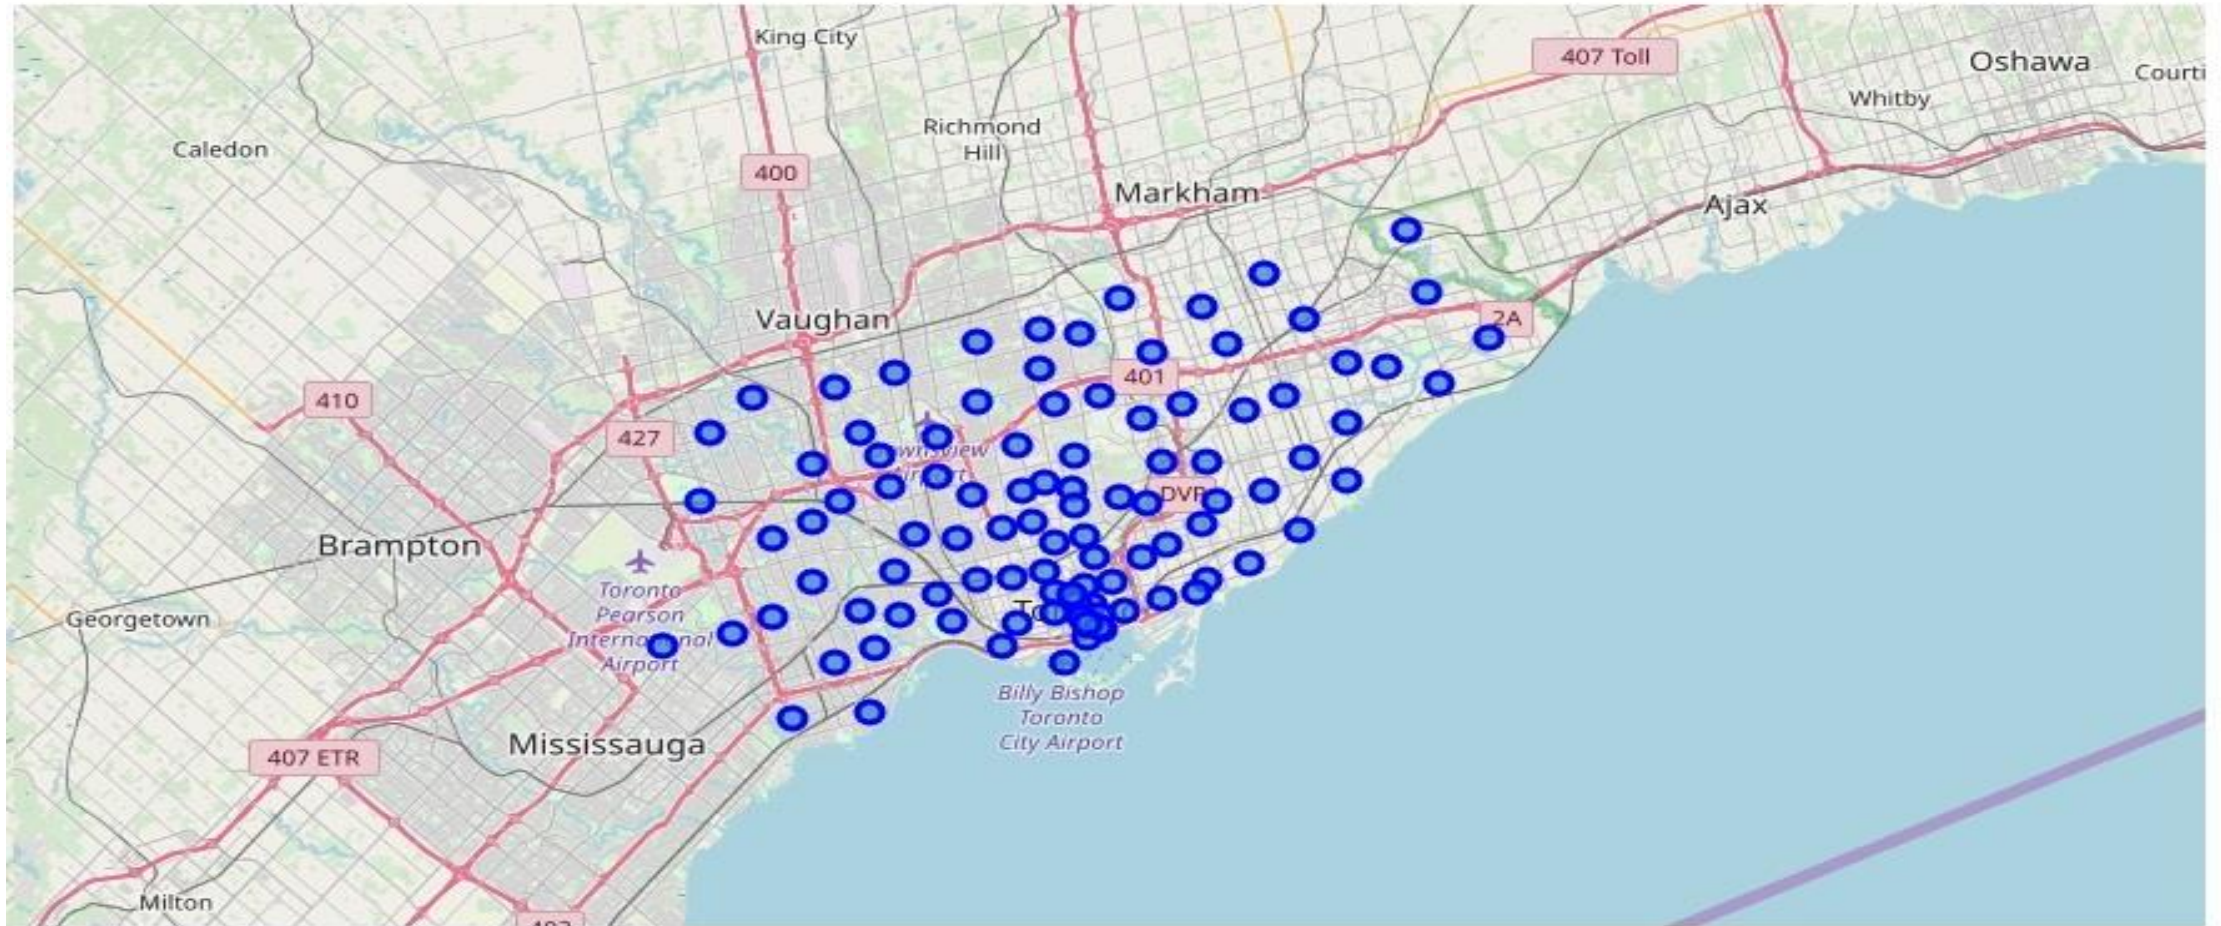 King City
407 Toll
Oshawa
Courti
Whitby
Caledon
400
Richmond
Hill
Markham
Ajax
Vaughan
2A
401
410
427
DVP
Brampton
Toronto
Pearson
International
Airport
Georgetown
Billy Bishop
Toronto
City Airport
Mississauga
407 ETR
Milton